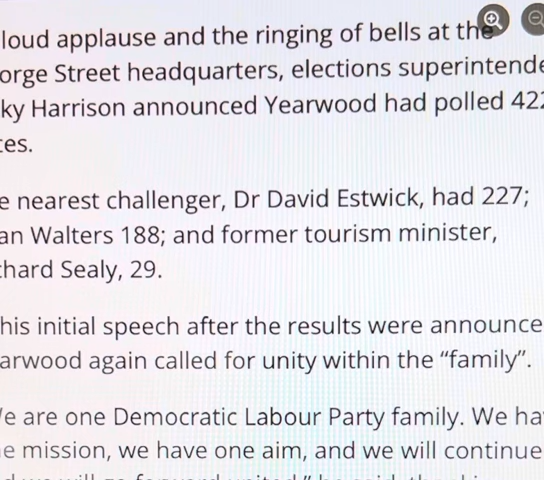 loud applause and the ringing of bells at the
orge Street headquarters, elections superintende
ky Harrison announced Yearwood had polled 422
es.
e nearest challenger, Dr David Estwick, had 227;
an Walters 188; and former tourism minister,
hard Sealy, 29.
his initial speech after the results were announce
arwood again called for unity within the “family”.
e are one Democratic Labour Party family. We ha
e mission, we have one aim, and we will continue